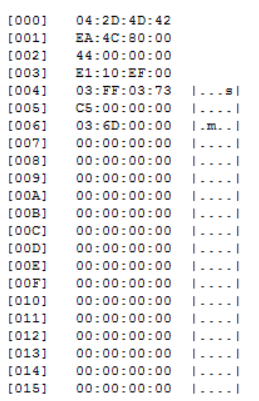 [000] 04:2D:4D:42
[001] EA:4C:80:00
[002] 44:00:00:00
[003] E1:10:EF:00
[004] 03:FF:03:73 |...s|
[005] C5:00:00:00 |....|
[006] 03:6D:00:00 |.m..|
[007] 00:00:00:00 |....|
[008] 00:00:00:00 |....|
[009] 00:00:00:00 |....|
[00A] 00:00:00:00 |....|
[00B] 00:00:00:00 |....|
[00C] 00:00:00:00 |....|
[00D] 00:00:00:00 |....|
[00E] 00:00:00:00 |....|
[00F] 00:00:00:00 |....|
[010] 00:00:00:00 |....|
[011] 00:00:00:00 |....|
[012] 00:00:00:00 |....|
[013] 00:00:00:00 |....|
[014] 00:00:00:00 |....|
[015] 00:00:00:00 |....|